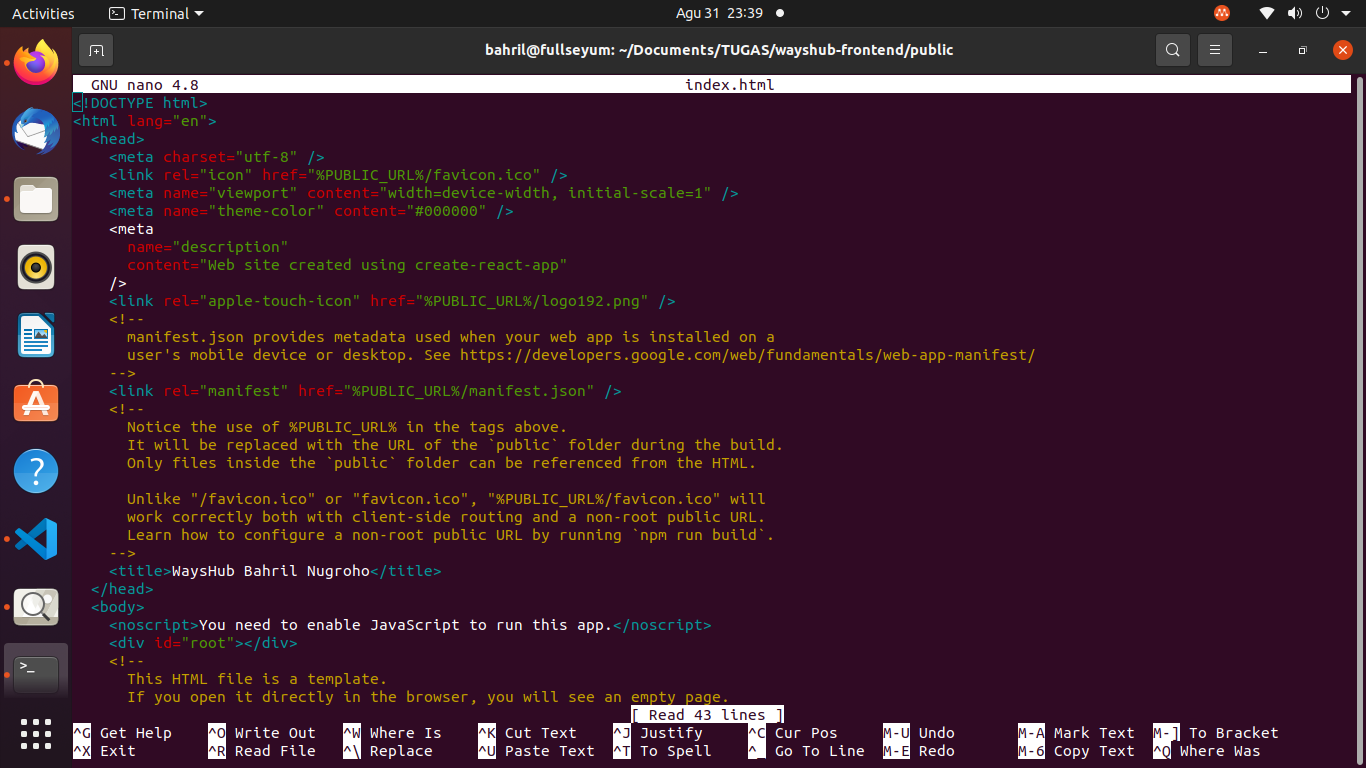 Activities Terminal Agu 31 23:39
bahril@fullseyum: ~/Documents/TUGAS/wayshub-frontend/public
GNU nano 4.8 index.html
<!DOCTYPE html>
<html lang="en">
  <head>
    <meta charset="utf-8" />
    <link rel="icon" href="%PUBLIC_URL%/favicon.ico" />
    <meta name="viewport" content="width=device-width, initial-scale=1" />
    <meta name="theme-color" content="#000000" />
    <meta
      name="description"
      content="Web site created using create-react-app"
    />
    <link rel="apple-touch-icon" href="%PUBLIC_URL%/logo192.png" />
    <!--
      manifest.json provides metadata used when your web app is installed on a
      user's mobile device or desktop. See https://developers.google.com/web/fundamentals/web-app-manifest/
    -->
    <link rel="manifest" href="%PUBLIC_URL%/manifest.json" />
    <!--
      Notice the use of %PUBLIC_URL% in the tags above.
      It will be replaced with the URL of the `public` folder during the build.
      Only files inside the `public` folder can be referenced from the HTML.

      Unlike "/favicon.ico" or "favicon.ico", "%PUBLIC_URL%/favicon.ico" will
      work correctly both with client-side routing and a non-root public URL.
      Learn how to configure a non-root public URL by running `npm run build`.
    -->
    <title>WaysHub Bahril Nugroho</title>
  </head>
  <body>
    <noscript>You need to enable JavaScript to run this app.</noscript>
    <div id="root"></div>
    <!--
      This HTML file is a template.
      If you open it directly in the browser, you will see an empty page.
[ Read 43 lines ]
^G Get Help ^O Write Out ^W Where Is ^K Cut Text ^J Justify ^C Cur Pos M-U Undo M-A Mark Text M-] To Bracket
^X Exit ^R Read File ^\ Replace ^U Paste Text ^T To Spell ^_ Go To Line M-E Redo M-6 Copy Text ^Q Where Was